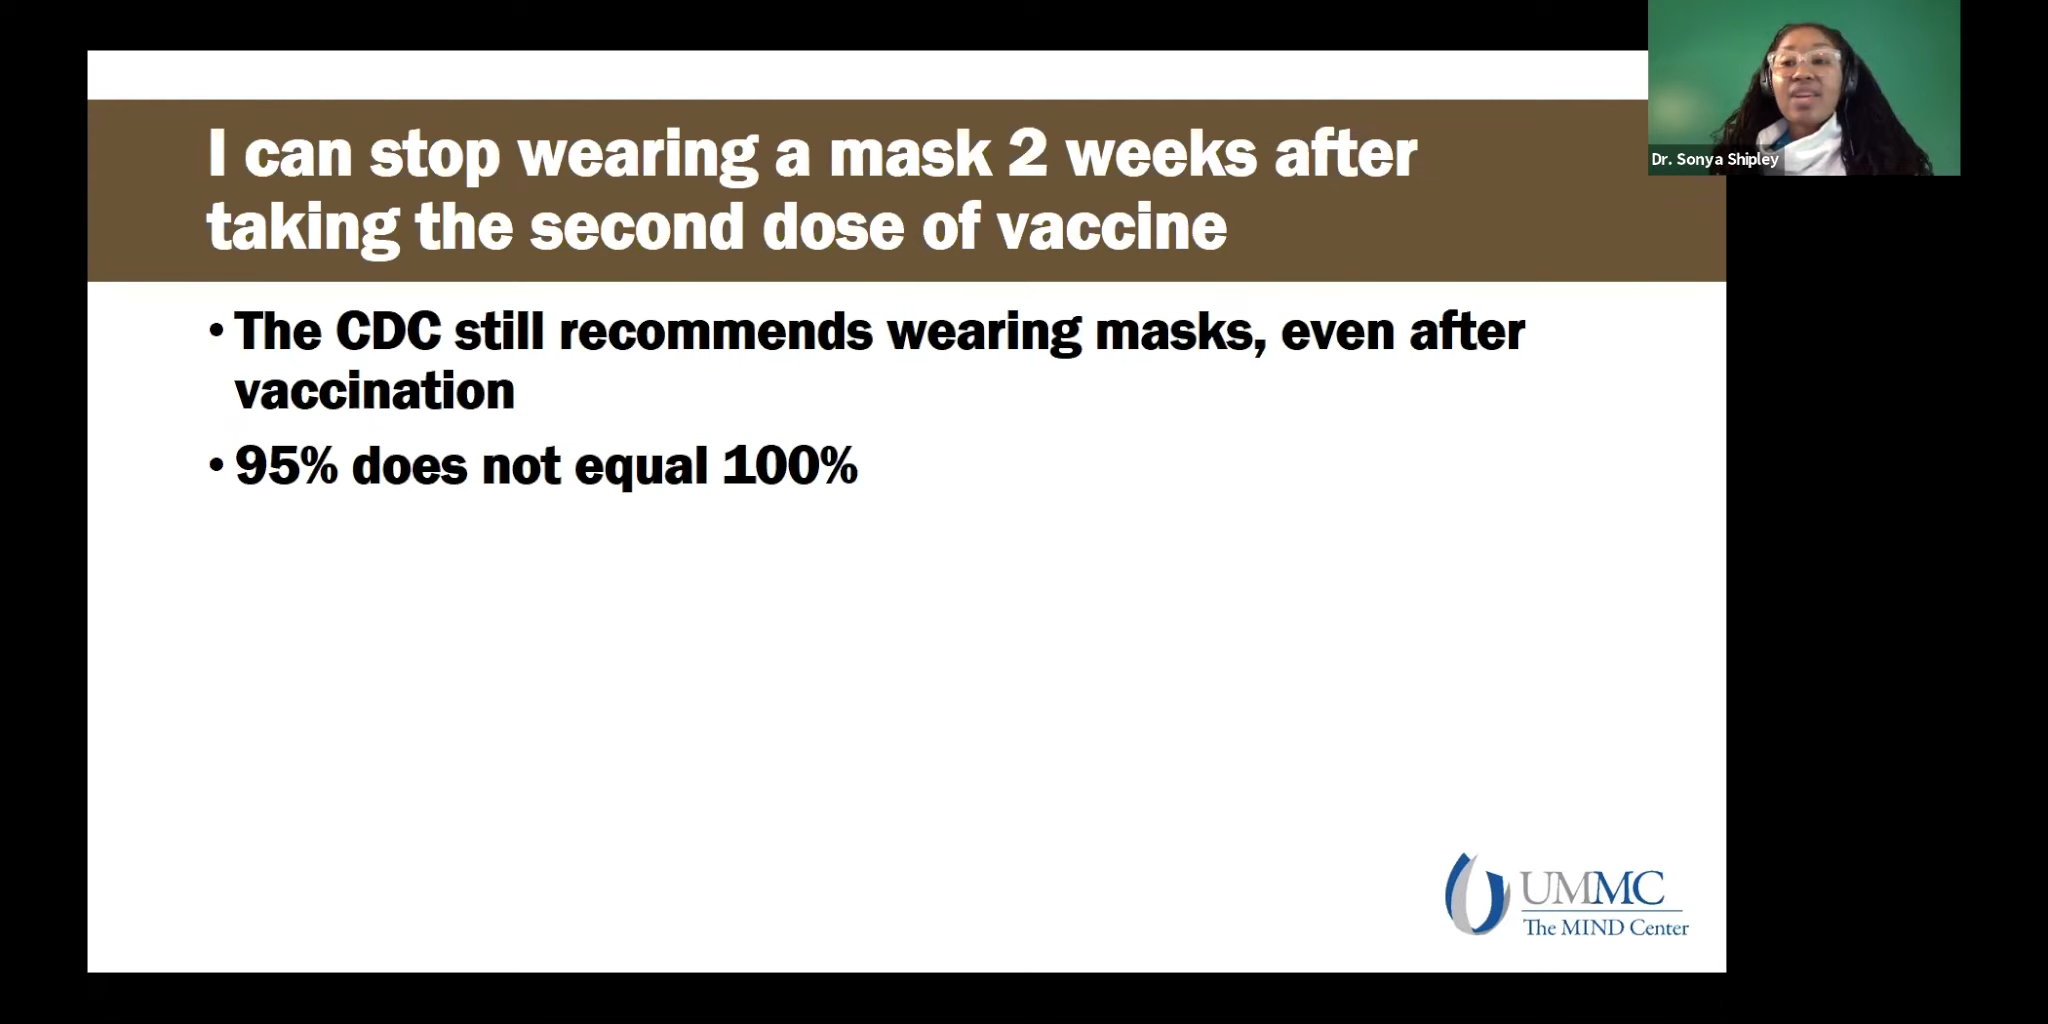 I can stop wearing a mask 2 weeks after
taking the second dose of vaccine
• The CDC still recommends wearing masks, even after
vaccination
• 95% does not equal 100%
Dr. Sonya Shipley
UMMC
The MIND Center